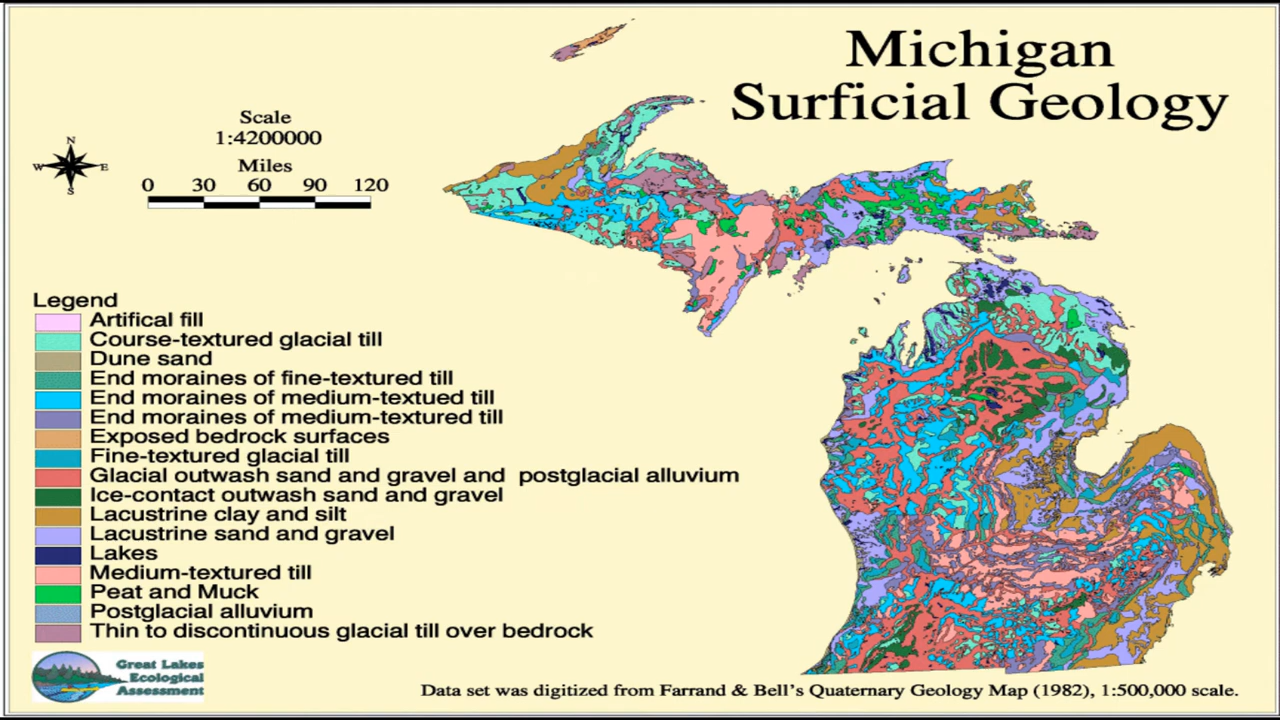 Michigan
Surficial Geology
Scale
1:4200000
Miles
0 30 60 90 120
N
W E
S
Legend
Artifical fill
Course-textured glacial till
Dune sand
End moraines of fine-textured till
End moraines of medium-textued till
End moraines of medium-textured till
Exposed bedrock surfaces
Fine-textured glacial till
Glacial outwash sand and gravel and postglacial alluvium
Ice-contact outwash sand and gravel
Lacustrine clay and silt
Lacustrine sand and gravel
Lakes
Medium-textured till
Peat and Muck
Postglacial alluvium
Thin to discontinuous glacial till over bedrock
Great Lakes
Ecological
Assessment
Data set was digitized from Farrand & Bell's Quaternary Geology Map (1982), 1:500,000 scale.